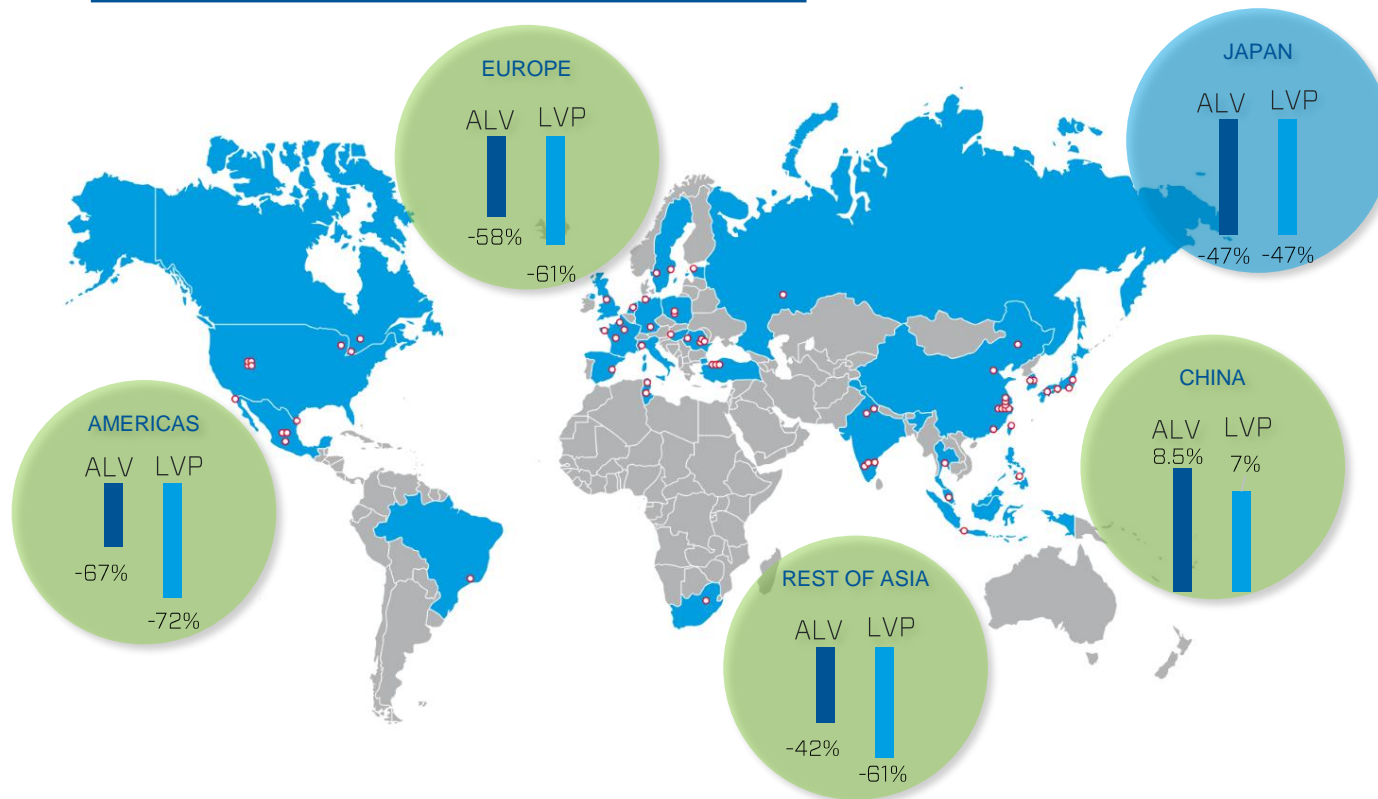 EUROPE
ALV LVP
-58%
-61%
JAPAN
ALV LVP
-47% -47%
AMERICAS
ALV LVP
-67%
-72%
CHINA
ALV LVP
8.5% 7%
REST OF ASIA
ALV LVP
-42%
-61%